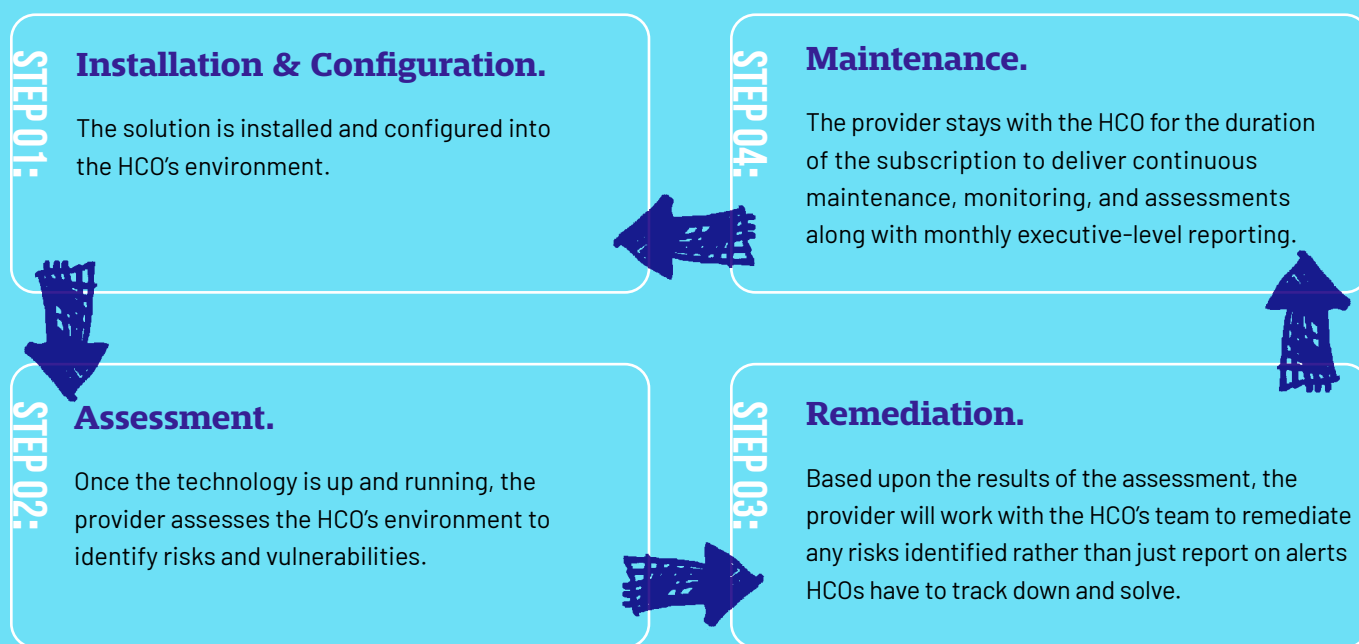 STEP 01:
Installation & Configuration.
The solution is installed and configured into
the HCO's environment.
STEP 02:
Assessment.
Once the technology is up and running, the
provider assesses the HCO's environment to
identify risks and vulnerabilities.
STEP 03:
Remediation.
Based upon the results of the assessment, the
provider will work with the HCO's team to remediate
any risks identified rather than just report on alerts
HCOs have to track down and solve.
STEP 04:
Maintenance.
The provider stays with the HCO for the duration
of the subscription to deliver continuous
maintenance, monitoring, and assessments
along with monthly executive-level reporting.